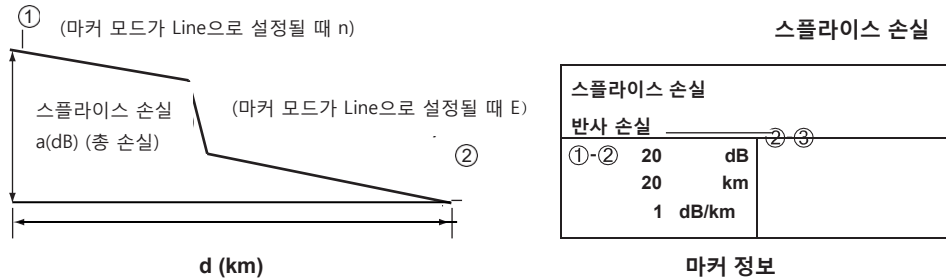 ① (마커 모드가 Line으로 설정될 때 n)
스플라이스 손실
a(dB) (총 손실)
(마커 모드가 Line으로 설정될 때 E)
②
d (km)
스플라이스 손실
스플라이스 손실
반사 손실
②-③
①-② 20 dB
20 km
1 dB/km
마커 정보